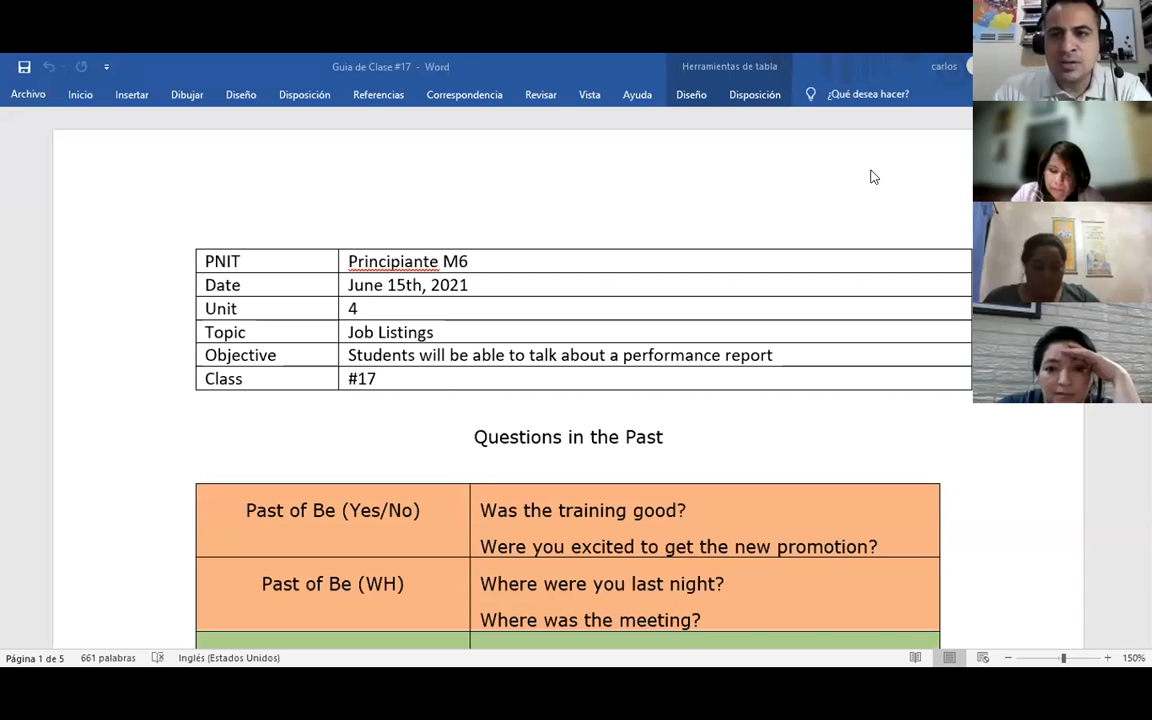 Guia de Clase #17 - Word
Herramientas de tabla
carlos
Archivo Inicio Insertar Dibujar Diseño Disposición Referencias Correspondencia Revisar Vista Ayuda Diseño Disposición ¿Qué desea hacer?
PNIT Principiante M6
Date June 15th, 2021
Unit 4
Topic Job Listings
Objective Students will be able to talk about a performance report
Class #17
Questions in the Past
Past of Be (Yes/No) Was the training good?
Were you excited to get the new promotion?
Past of Be (WH) Where were you last night?
Where was the meeting?
Página 1 de 5 661 palabras Inglés (Estados Unidos) 150%